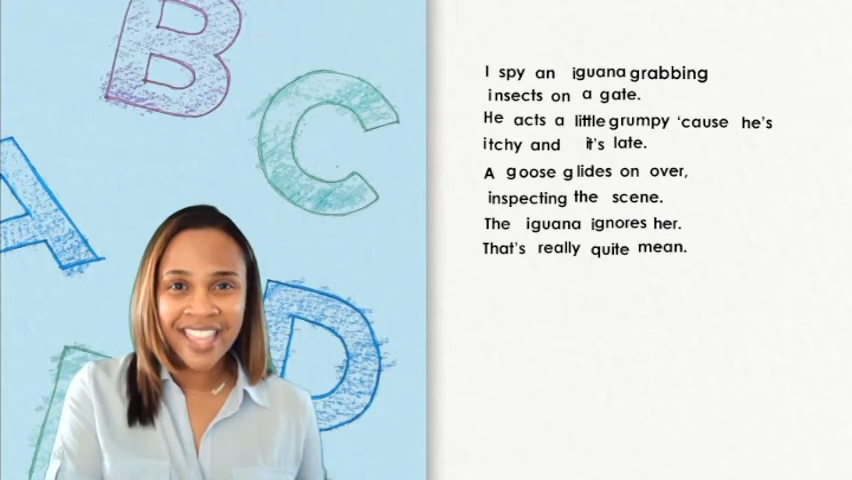 B
C
A
D
I spy an iguana grabbing
insects on a gate.
He acts a little grumpy ‘cause he's
itchy and it's late.
A goose glides on over,
inspecting the scene.
The iguana ignores her.
That's really quite mean.